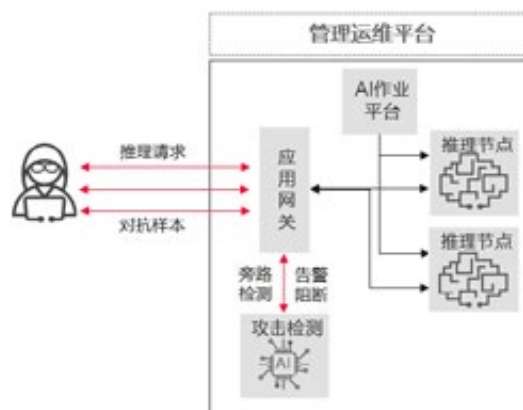 管理运维平台
AI作业
平台
推理请求
对抗样本
应用网关
推理节点
推理节点
旁路
检测
告警
阻断
攻击检测
AI